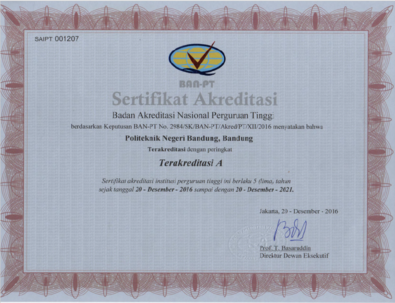 SAIPT 001207
BAN-PT
Sertifikat Akreditasi
Badan Akreditasi Nasional Perguruan Tinggi
berdasarkan Keputusan BAN-PT No. 2984/SK/BAN-PT/Akred/PT/XII/2016 menyatakan bahwa
Politeknik Negeri Bandung, Bandung
Terakreditasi dengan peringkat
Terakreditasi A
Sertifikat akreditasi institusi perguruan tinggi ini berlaku 5 (lima) tahun
sejak tanggal 20 - Desember - 2016 sampai dengan 20 - Desember - 2021.
Jakarta, 20 - Desember - 2016
Prof. T. Basaruddin
Direktur Dewan Eksekutif